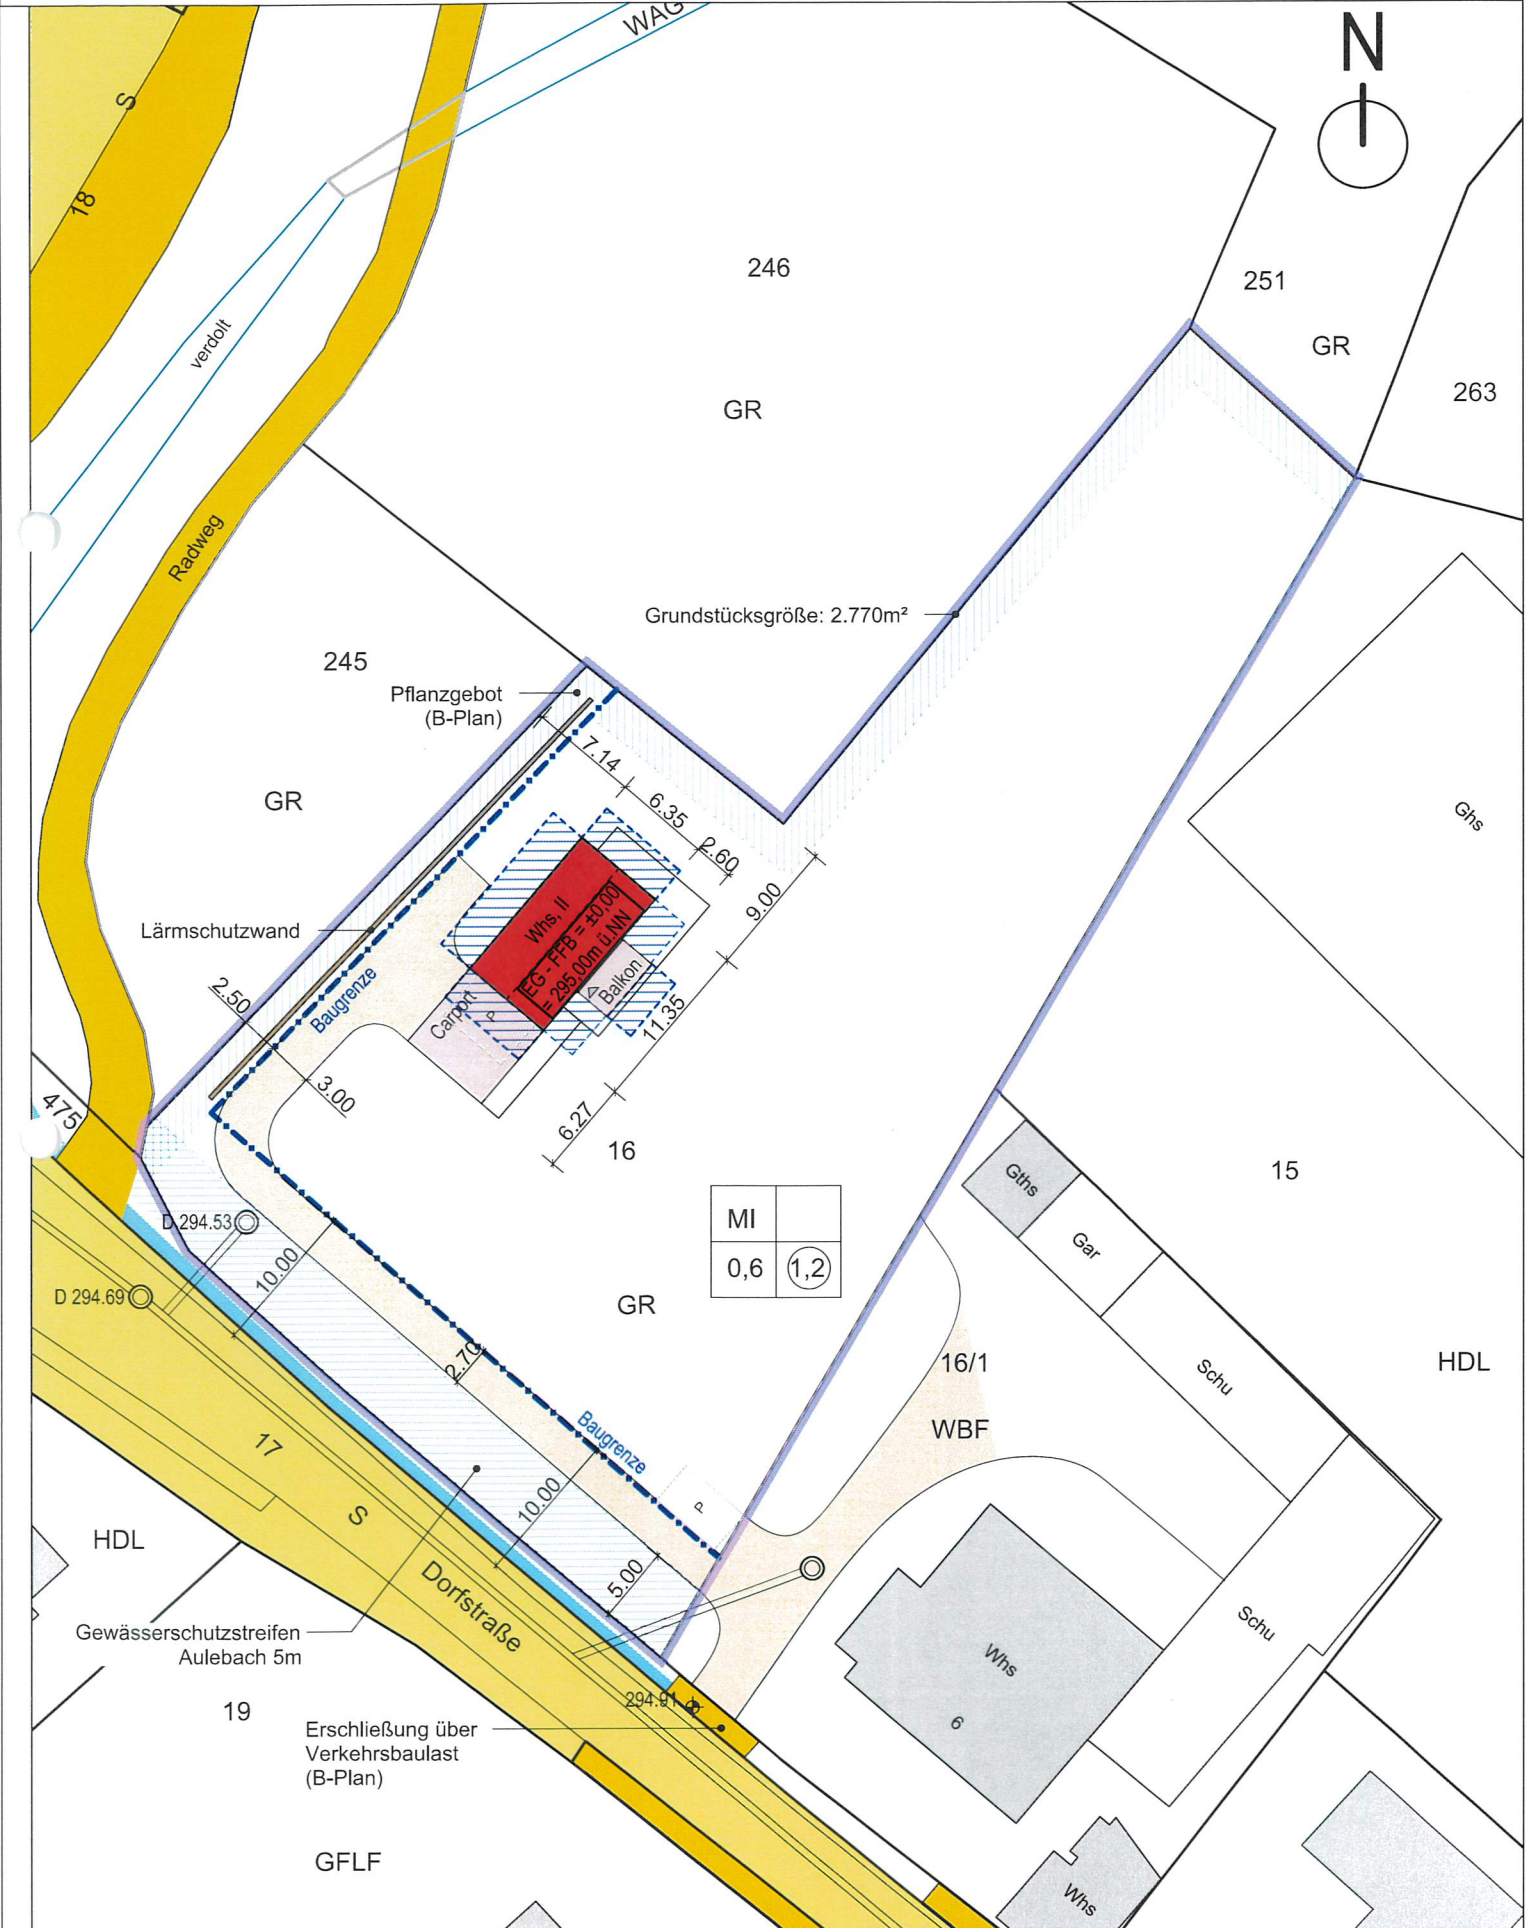 WAG
N
S
18
246
251
verdolt
GR
263
GR
Radweg
Grundstücksgröße: 2.770m²
245
Pflanzgebot
(B-Plan)
7.14
GR
6.35
Ghs
2.60
9.00
Whs, II
EG - FFB = ±0,00
= 295,00m ü.NN
Lärmschutzwand
Balkon
2.50
Baugrenze
Carport
P
11.35
3.00
475
6.27
16
15
Gths
MI
0,6
1,2
D 294.53
Gar
10.00
D 294.69
GR
2.70
16/1
HDL
Schu
WBF
17
Baugrenze
S
10.00
P
HDL
Dorfstraße
5.00
Gewässerschutzstreifen
Aulebach 5m
Schu
Whs
19
294.91
6
Erschließung über
Verkehrsbaulast
(B-Plan)
GFLF
Whs